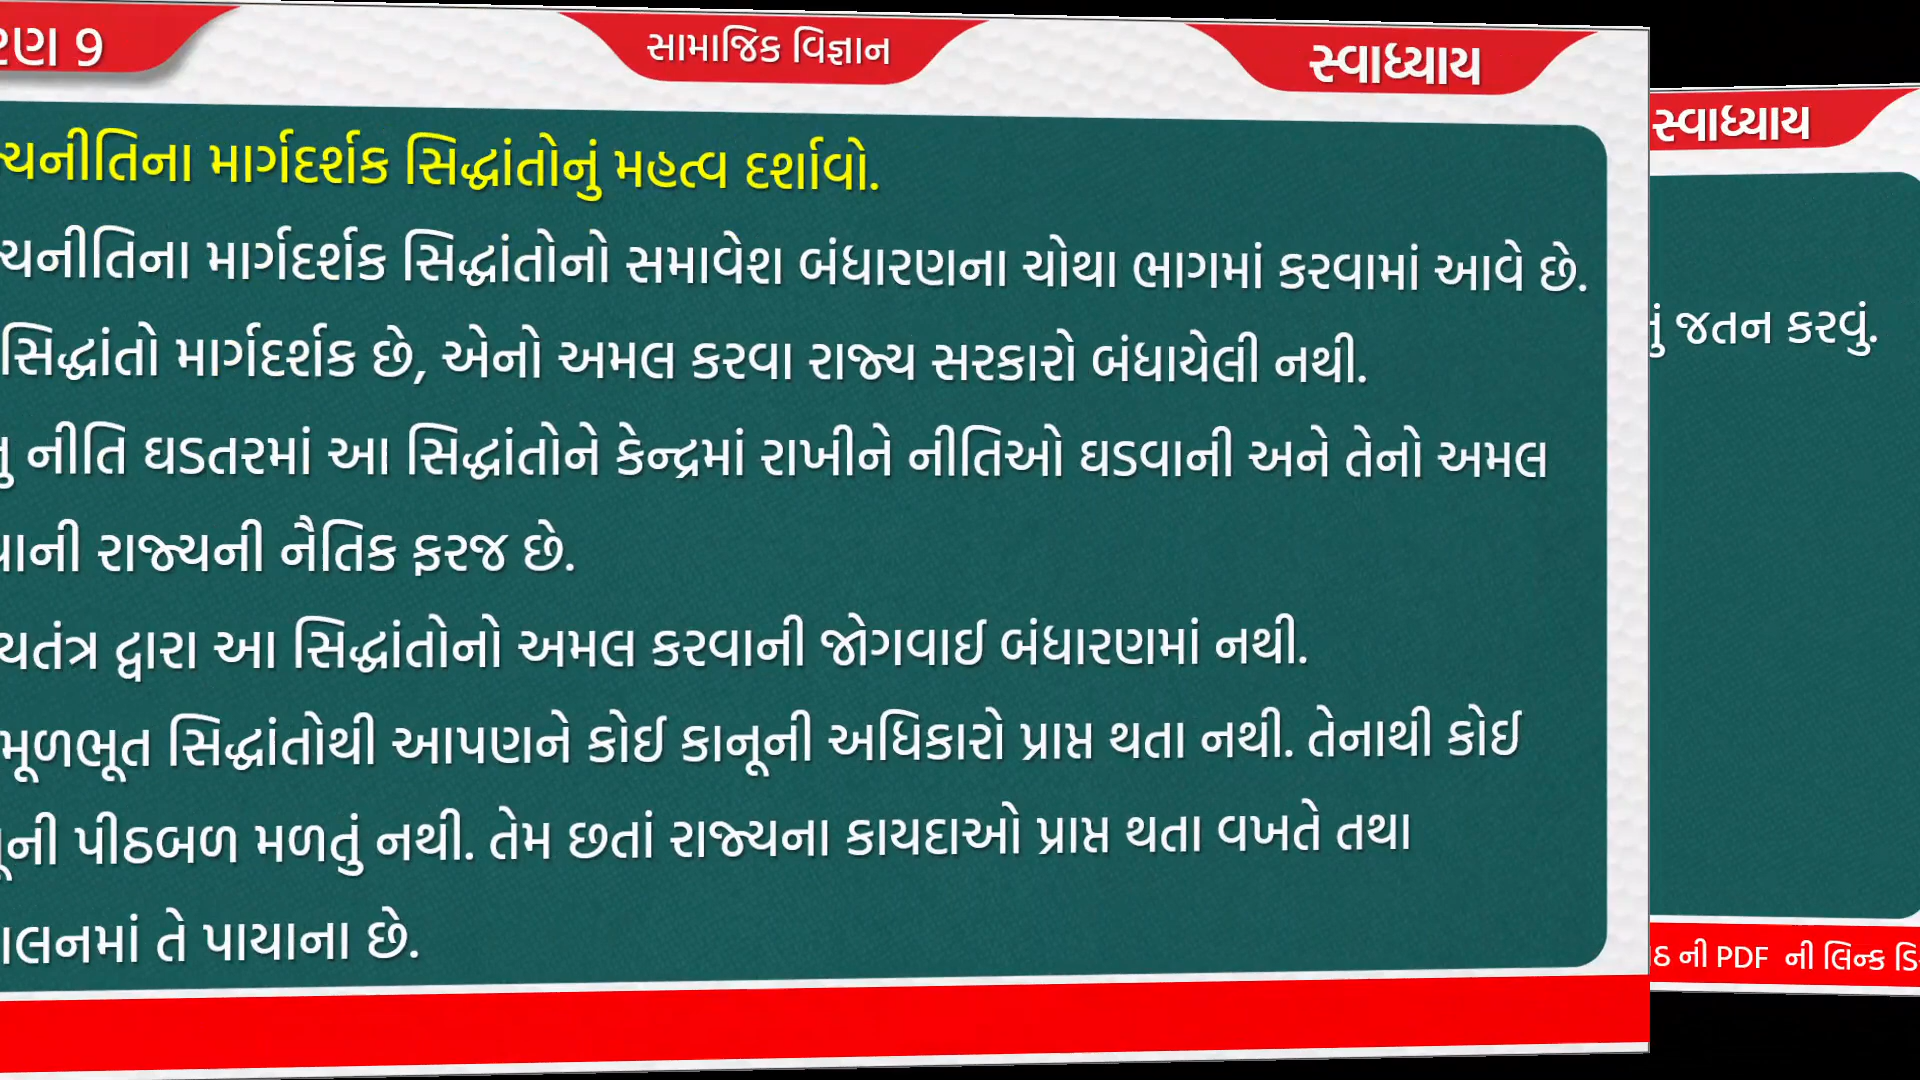 રણ 9
સામાજિક વિજ્ઞાન
સ્વાધ્યાય
ચનીતિના માર્ગદર્શક સિદ્ધાંતોનું મહત્વ દર્શાવો.
ચનીતિના માર્ગદર્શક સિદ્ધાંતોનો સમાવેશ બંધારણના ચોથા ભાગમાં કરવામાં આવે છે.
સિદ્ધાંતો માર્ગદર્શક છે, એનો અમલ કરવા રાજ્ય સરકારો બંધાયેલી નથી.
તુ નીતિ ઘડતરમાં આ સિદ્ધાંતોને કેન્દ્રમાં રાખીને નીતિઓ ઘડવાની અને તેનો અમલ
વાની રાજ્યની નૈતિક ફરજ છે.
યતંત્ર દ્વારા આ સિદ્ધાંતોનો અમલ કરવાની જોગવાઈ બંધારણમાં નથી.
મૂળભૂત સિદ્ધાંતોથી આપણને કોઈ કાનૂની અધિકારો પ્રાપ્ત થતા નથી. તેનાથી કોઈ
ની પીઠબળ મળતું નથી. તેમ છતાં રાજ્યના કાયદાઓ પ્રાપ્ત થતા વખતે તથા
લનમાં તે પાયાના છે.
સ્વાધ્યાય
નું જતન કરવું.
ઠ ની PDF ની લિન્ક ડિ